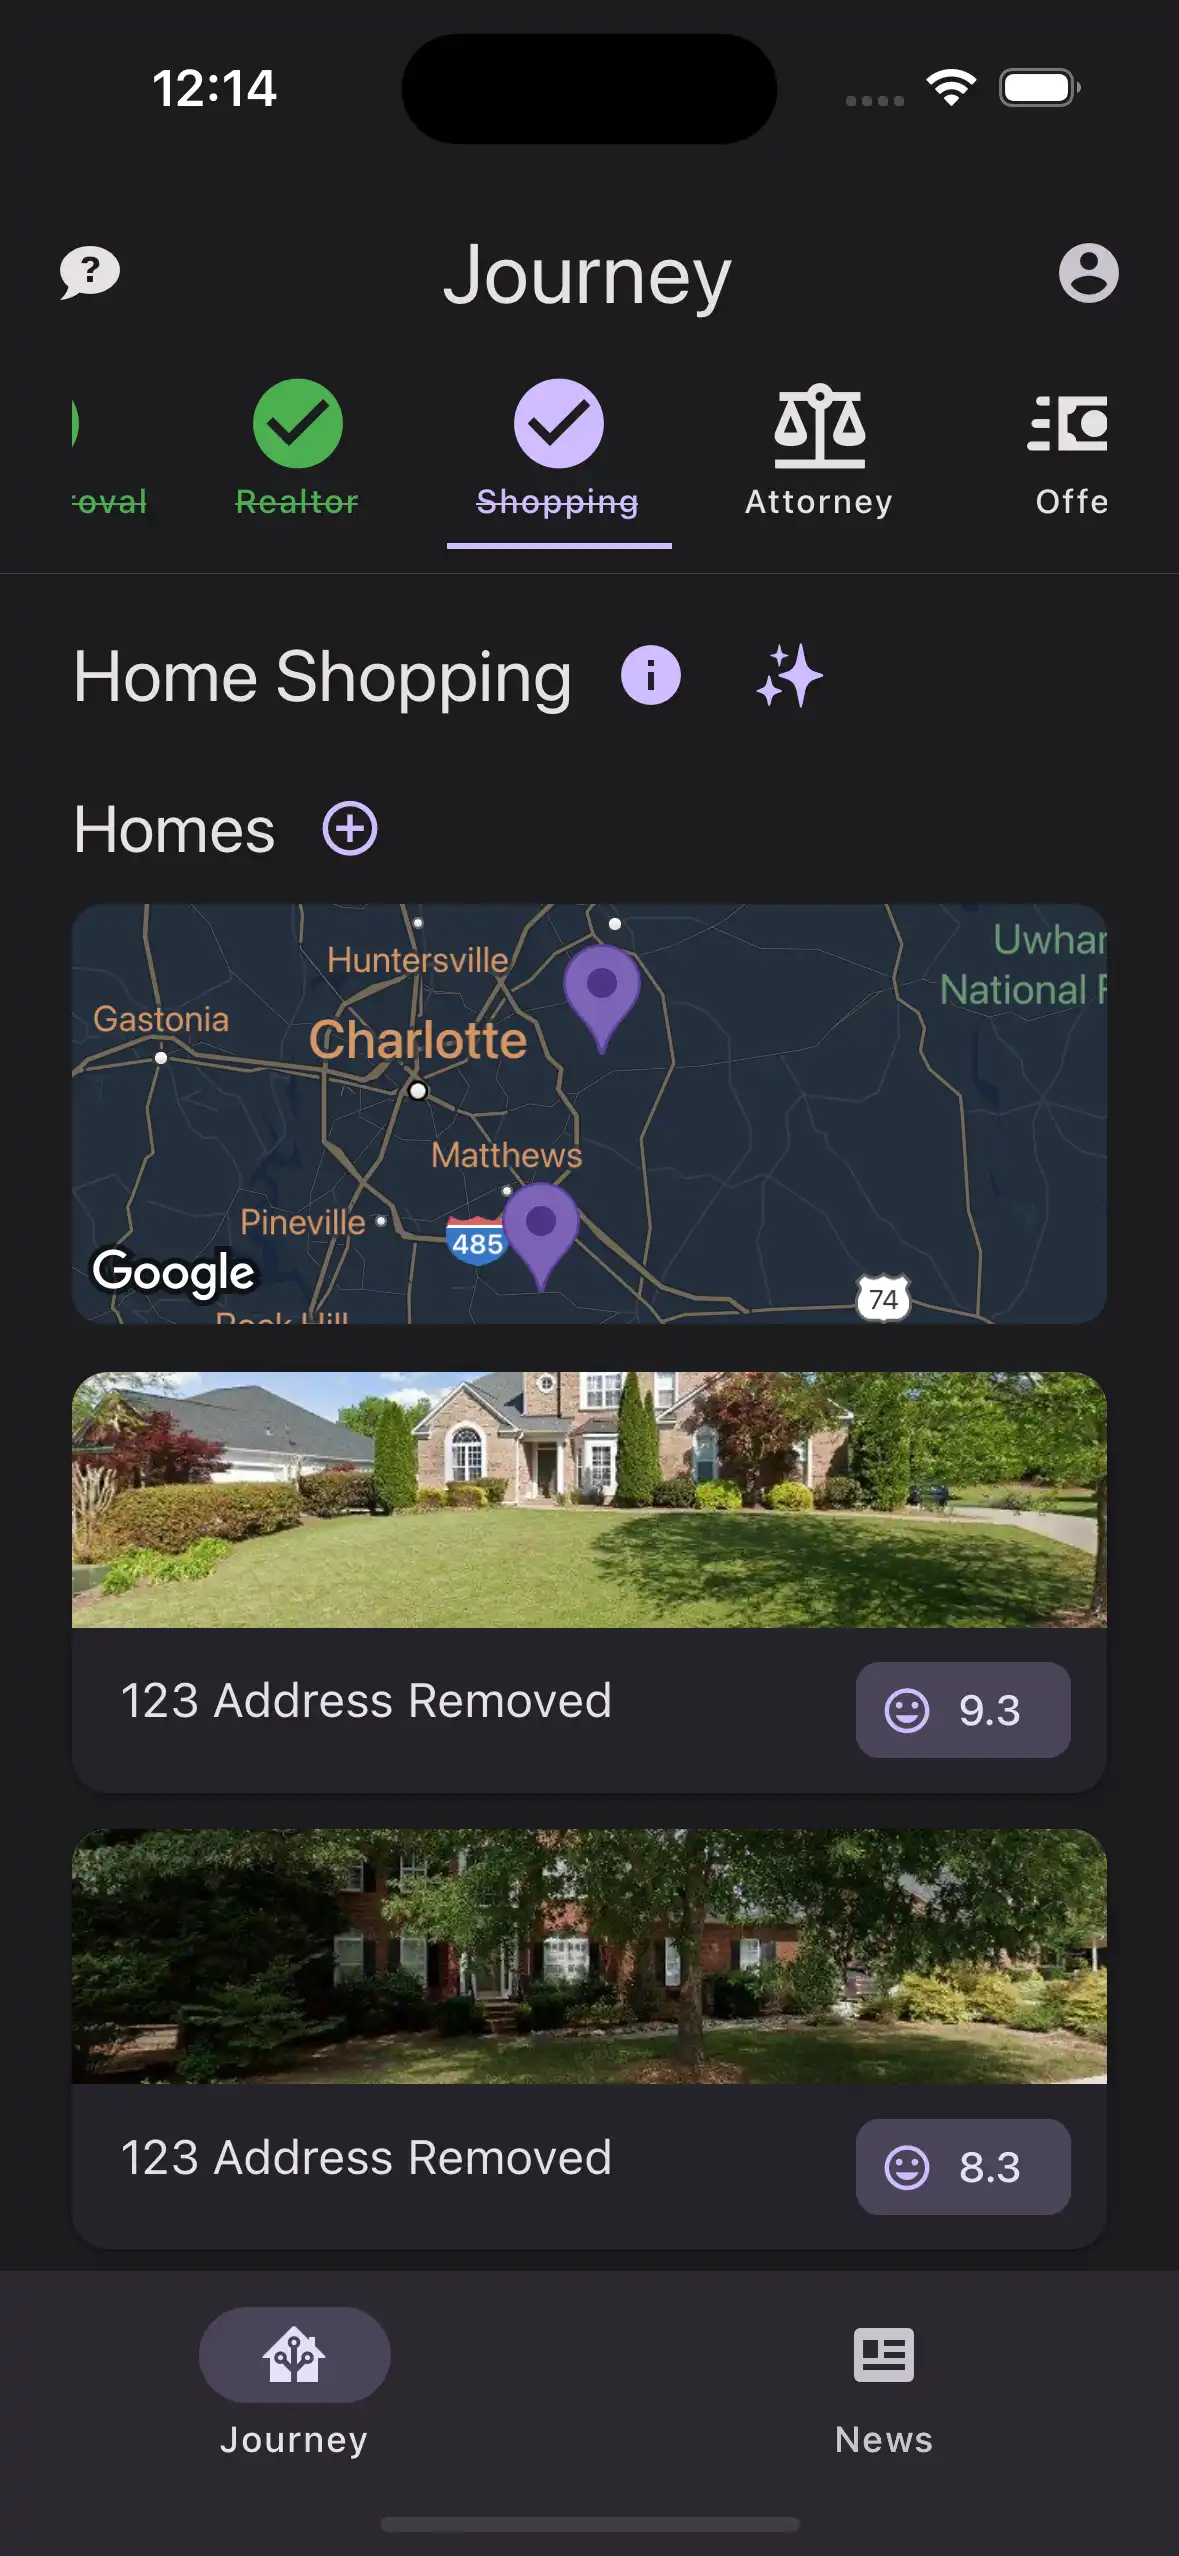 12:14
Journey
roval
Realtor
Shopping
Attorney
Offe
Home Shopping
Homes
Uwhar
National F
Huntersville
Gastonia
Charlotte
Matthews
Pineville
485
Google
74
Rock Hill
123 Address Removed
9.3
123 Address Removed
8.3
Journey
News